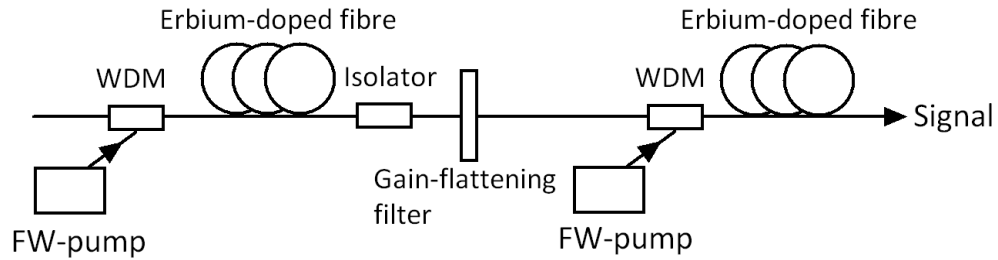 Erbium-doped fibre
WDM
Isolator
Gain-flattening
filter
FW-pump
Erbium-doped fibre
WDM
Signal
FW-pump